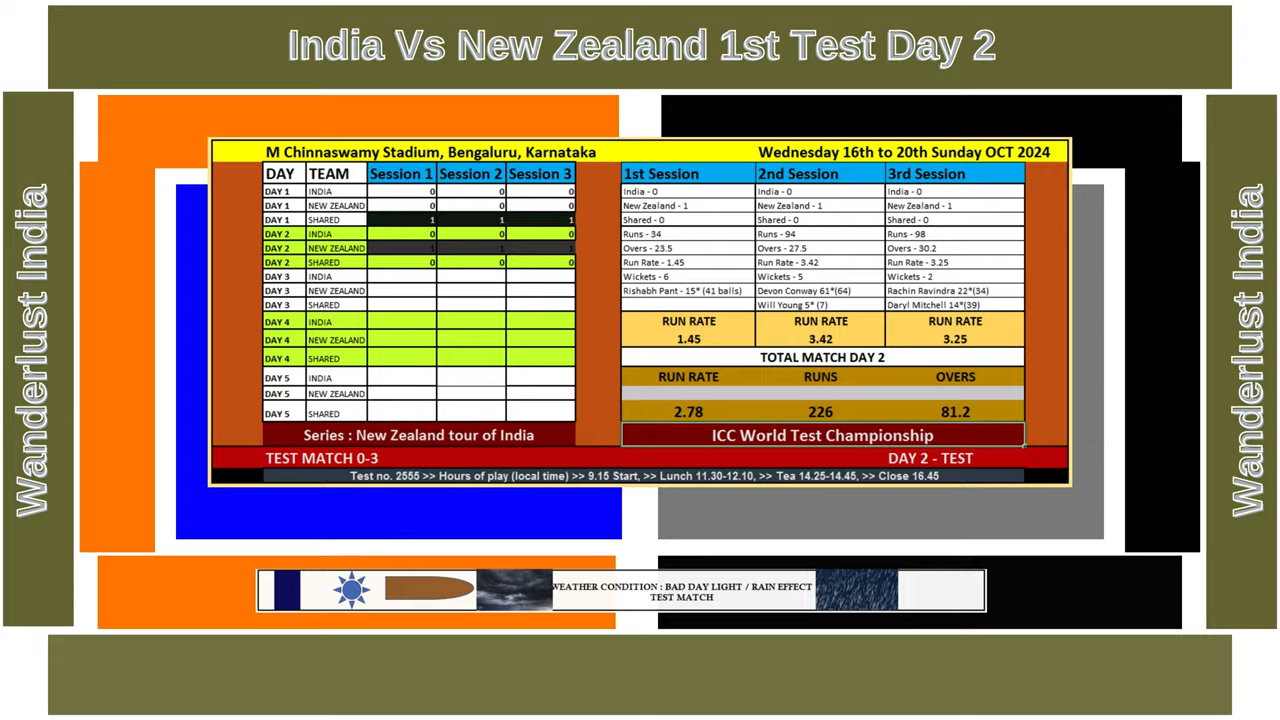 India Vs New Zealand 1st Test Day 2
Wanderlust India
M Chinnaswamy Stadium, Bengaluru, Karnataka Wednesday 16th to 20th Sunday OCT 2024
DAY TEAM Session 1 Session 2 Session 3
DAY 1 INDIA 0 0 0
DAY 1 NEW ZEALAND 0 0 0
DAY 1 SHARED 1 1 1
DAY 2 INDIA 0 0 0
DAY 2 NEW ZEALAND 1 1 1
DAY 2 SHARED 0 0 0
DAY 3 INDIA
DAY 3 NEW ZEALAND
DAY 3 SHARED
DAY 4 INDIA
DAY 4 NEW ZEALAND
DAY 4 SHARED
DAY 5 INDIA
DAY 5 NEW ZEALAND
DAY 5 SHARED
Series : New Zealand tour of India
1st Session 2nd Session 3rd Session
India - 0 India - 0 India - 0
New Zealand - 1 New Zealand - 1 New Zealand - 1
Shared - 0 Shared - 0 Shared - 0
Runs - 34 Runs - 94 Runs - 98
Overs - 23.5 Overs - 27.5 Overs - 30.2
Run Rate - 1.45 Run Rate - 3.42 Run Rate - 3.25
Wickets - 6 Wickets - 5 Wickets - 2
Rishabh Pant - 15* (41 balls) Devon Conway 61*(64) Rachin Ravindra 22*(34)
Will Young 5* (7) Daryl Mitchell 14*(39)
RUN RATE RUN RATE RUN RATE
1.45 3.42 3.25
TOTAL MATCH DAY 2
RUN RATE RUNS OVERS
2.78 226 81.2
ICC World Test Championship
TEST MATCH 0-3 DAY 2 - TEST
Test no. 2555 >> Hours of play (local time) >> 9.15 Start, >> Lunch 11.30-12.10, >> Tea 14.25-14.45, >> Close 16.45
WEATHER CONDITION : BAD DAY LIGHT / RAIN EFFECT
TEST MATCH
Wanderlust India